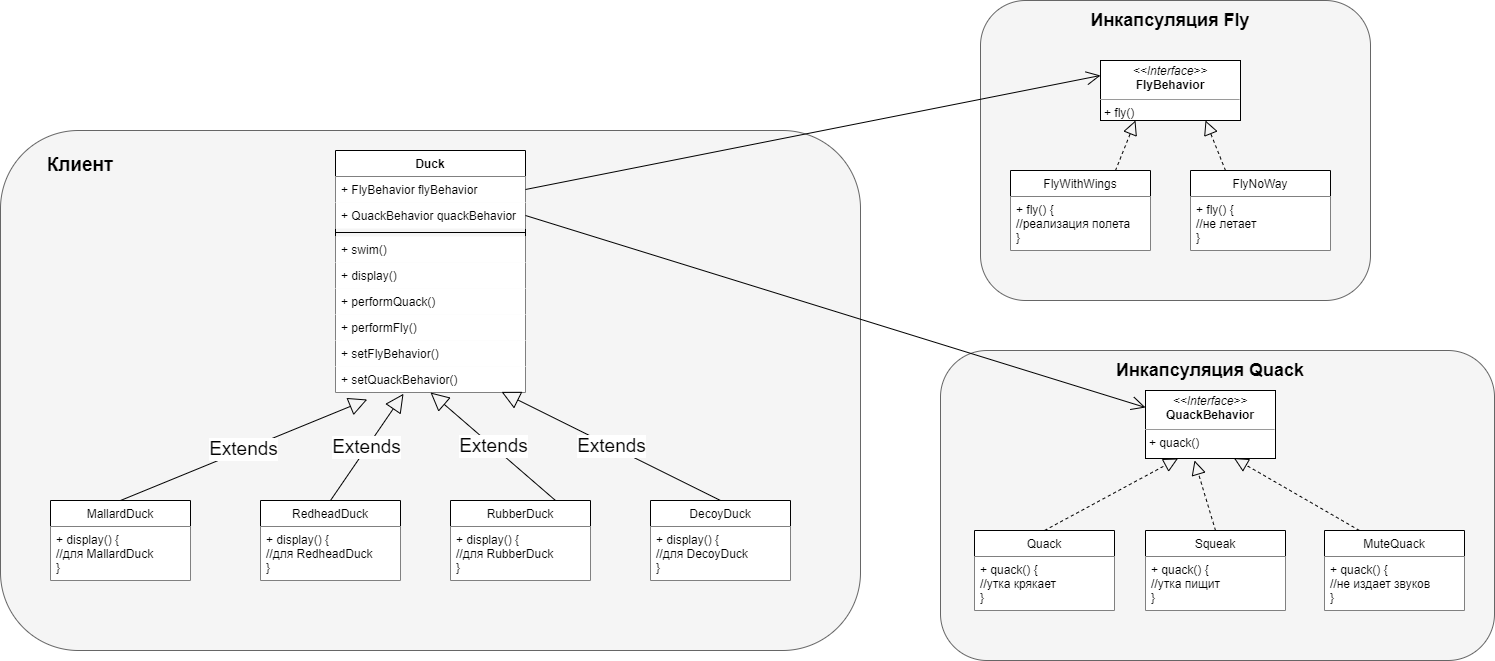 Инкапсуляция Fly
<<Interface>>
FlyBehavior
+ fly()
FlyWithWings
+ fly() {
//реализация полета
}
FlyNoWay
+ fly() {
//не летает
}
Клиент
Duck
+ FlyBehavior flyBehavior
+ QuackBehavior quackBehavior
+ swim()
+ display()
+ performQuack()
+ performFly()
+ setFlyBehavior()
+ setQuackBehavior()
Extends
Extends
Extends
Extends
MallardDuck
+ display() {
//для MallardDuck
}
RedheadDuck
+ display() {
//для RedheadDuck
}
RubberDuck
+ display() {
//для RubberDuck
}
DecoyDuck
+ display() {
//для DecoyDuck
}
Инкапсуляция Quack
<<Interface>>
QuackBehavior
+ quack()
Quack
+ quack() {
//утка крякает
}
Squeak
+ quack() {
//утка пищит
}
MuteQuack
+ quack() {
//не издает звуков
}